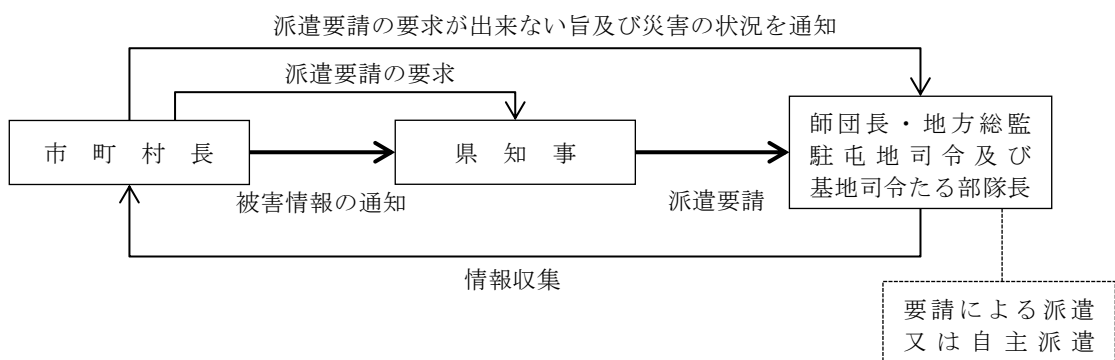 派遣要請の要求が出来ない旨及び災害の状況を通知
派遣要請の要求
市町村長
県知事
師団長・地方総監
駐屯地司令及び
基地司令たる部隊長
被害情報の通知
派遣要請
情報収集
要請による派遣
又は自主派遣